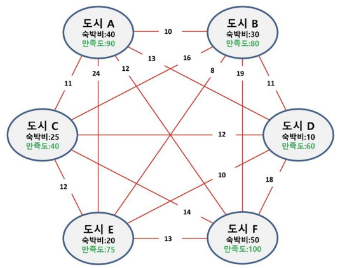 도시 A
숙박비:40
만족도:90
10
도시 B
숙박비:30
만족도:80
13
16
11
24
12
8
19
11
도시 C
숙박비:25
만족도:40
12
도시 D
숙박비:10
만족도:60
12
10
18
14
도시 E
숙박비:20
만족도:75
13
도시 F
숙박비:50
만족도:100